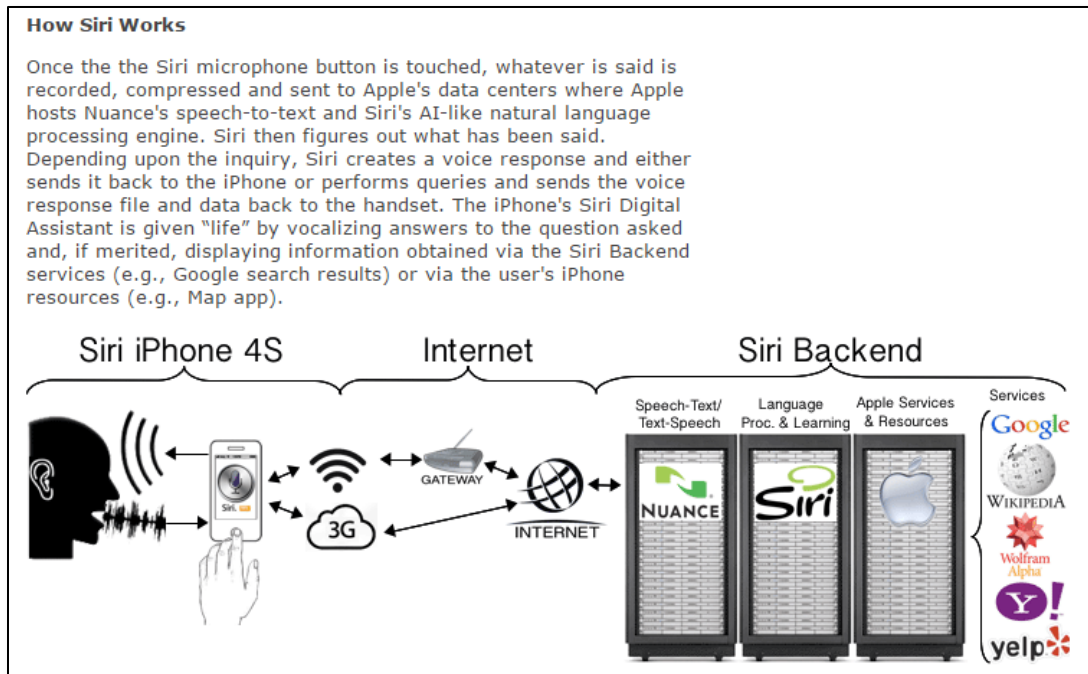 How Siri Works
Once the the Siri microphone button is touched, whatever is said is
recorded, compressed and sent to Apple's data centers where Apple
hosts Nuance's speech-to-text and Siri's AI-like natural language
processing engine. Siri then figures out what has been said.
Depending upon the inquiry, Siri creates a voice response and either
sends it back to the iPhone or performs queries and sends the voice
response file and data back to the handset. The iPhone's Siri Digital
Assistant is given “life” by vocalizing answers to the question asked
and, if merited, displaying information obtained via the Siri Backend
services (e.g., Google search results) or via the user's iPhone
resources (e.g., Map app).
Siri iPhone 4S
Internet
Siri Backend
Speech-Text/
Text-Speech
Language
Proc. & Learning
Apple Services
& Resources
Services
Siri.
3G
GATEWAY
INTERNET
NUANCE
Siri
Google
WIKIPEDIA
Wolfram
Alpha
Y!
yelp